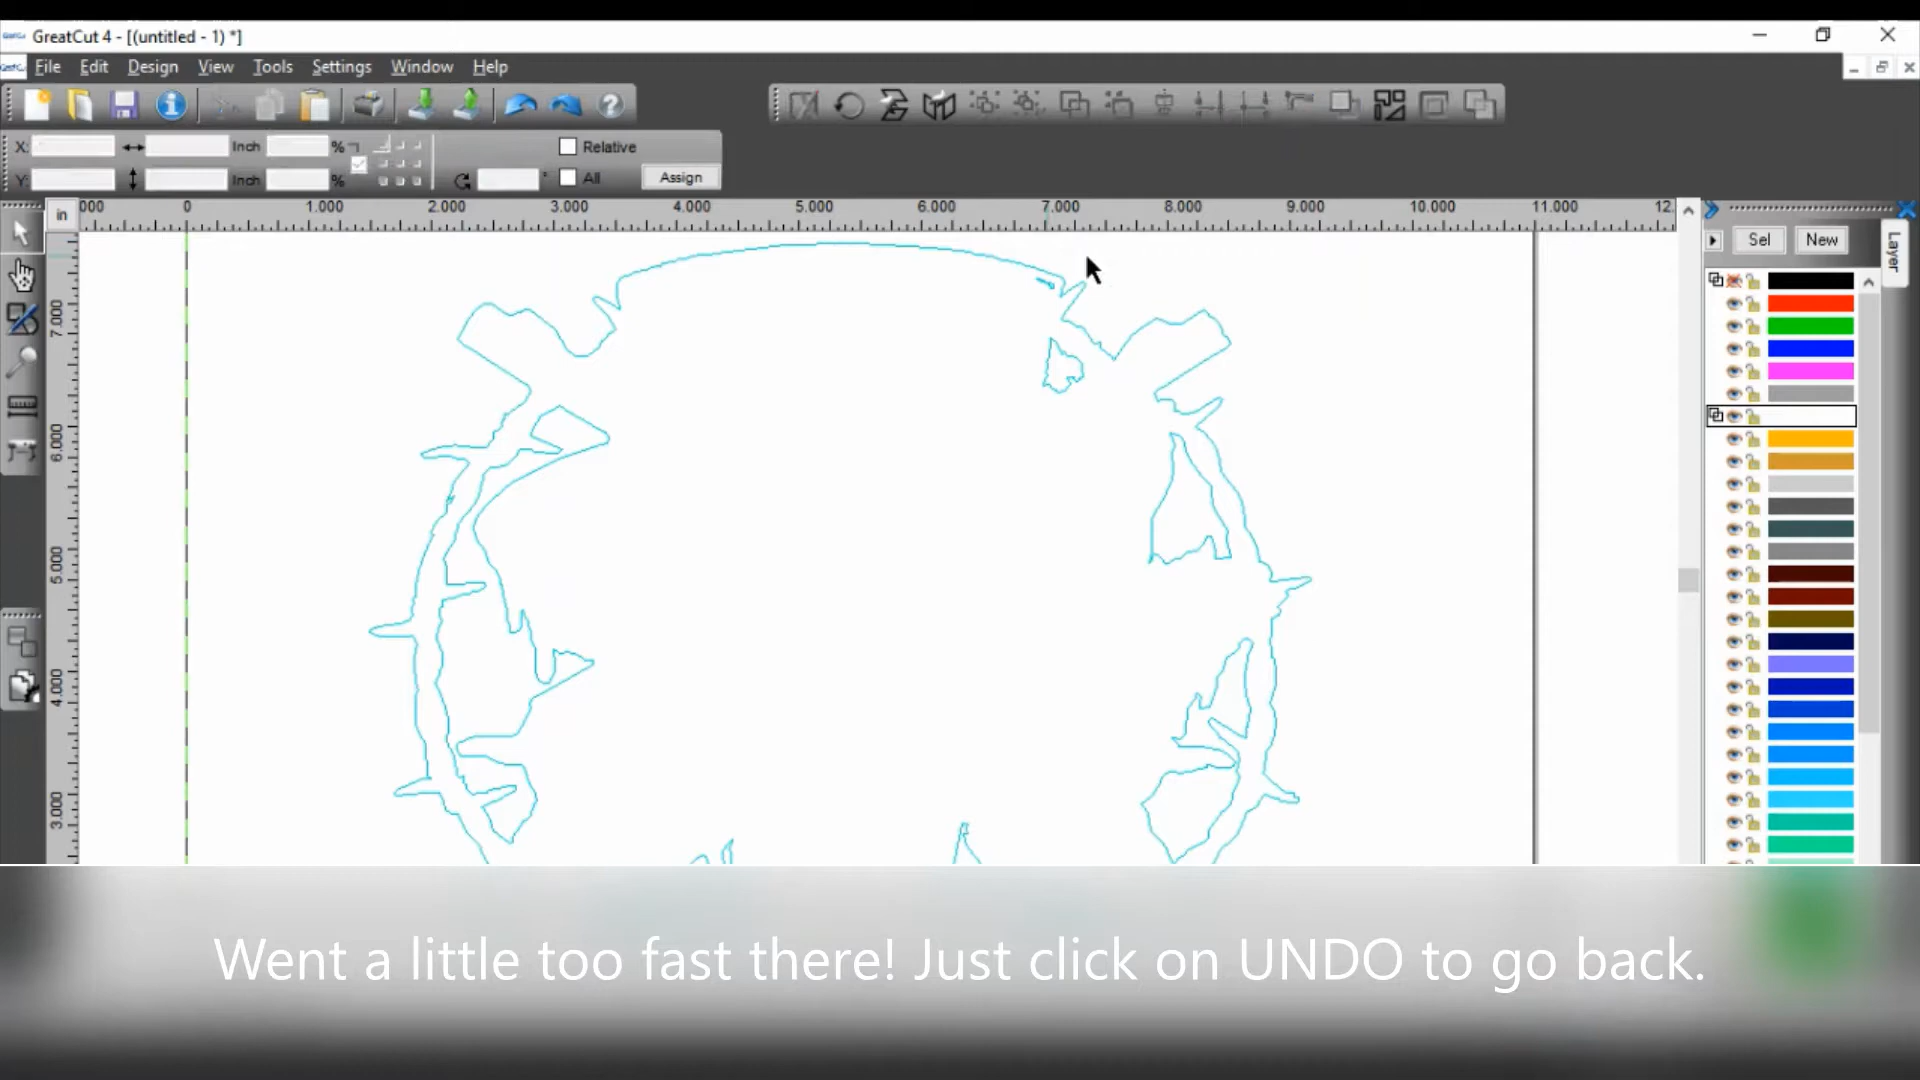 GreatCut 4 - [(untitled - 1) *]
File Edit Design View Tools Settings Window Help
X: Inch % Relative
Y: Inch % ° All Assign
in 000 0 1.000 2.000 3.000 4.000 5.000 6.000 7.000 8.000 9.000 10.000 11.000 12.
Sel New
Layer
7.000
6.000
5.000
4.000
3.000
Went a little too fast there! Just click on UNDO to go back.